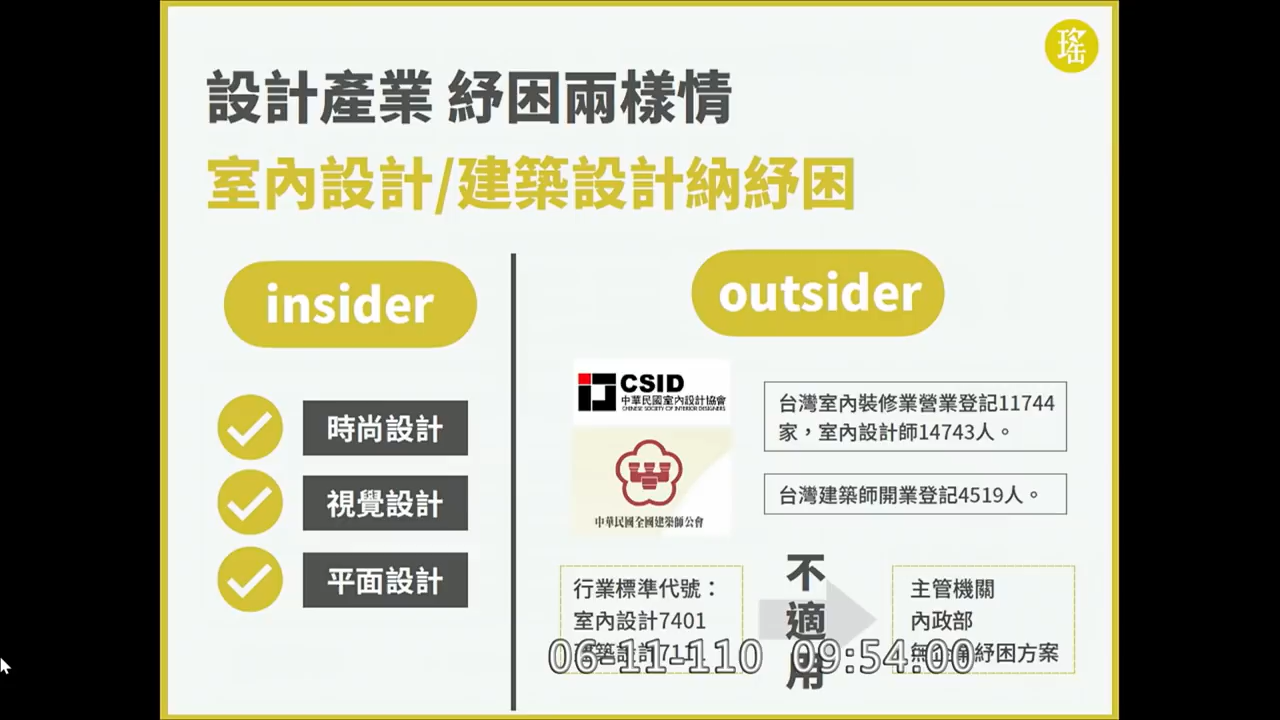 瑤
設計產業 紓困兩樣情
室內設計/建築設計納紓困
insider
時尚設計
視覺設計
平面設計
outsider
CSID
中華民國室內設計協會
CHINESE SOCIETY OF INTERIOR DESIGNERS
中華民國全國建築師公會
台灣室內裝修業營業登記11744
家，室內設計師14743人。
台灣建築師開業登記4519人。
行業標準代號：
室內設計7401
建築設計711
不適用
主管機關
內政部
紓困方案
06-11-110 09:54:00